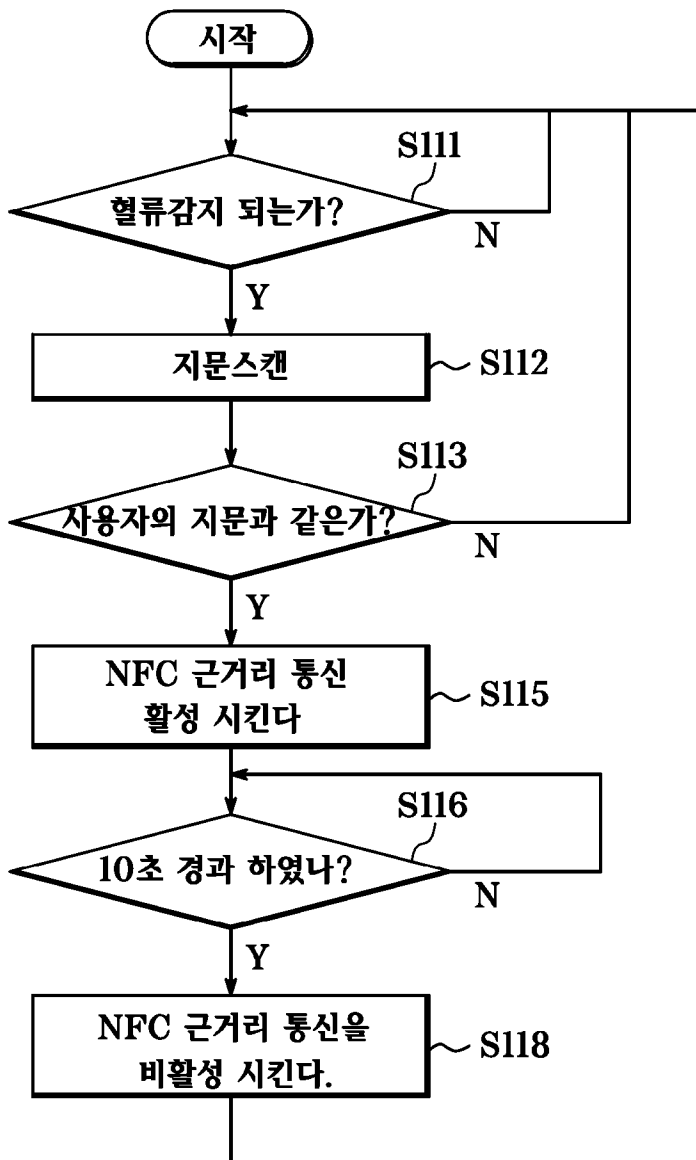 시작
S111
혈류감지 되는가?
N
Y
지문스캔
S112
S113
사용자의 지문과 같은가?
N
Y
NFC 근거리 통신
활성 시킨다
S115
S116
10초 경과 하였나?
N
Y
NFC 근거리 통신을
비활성 시킨다.
S118